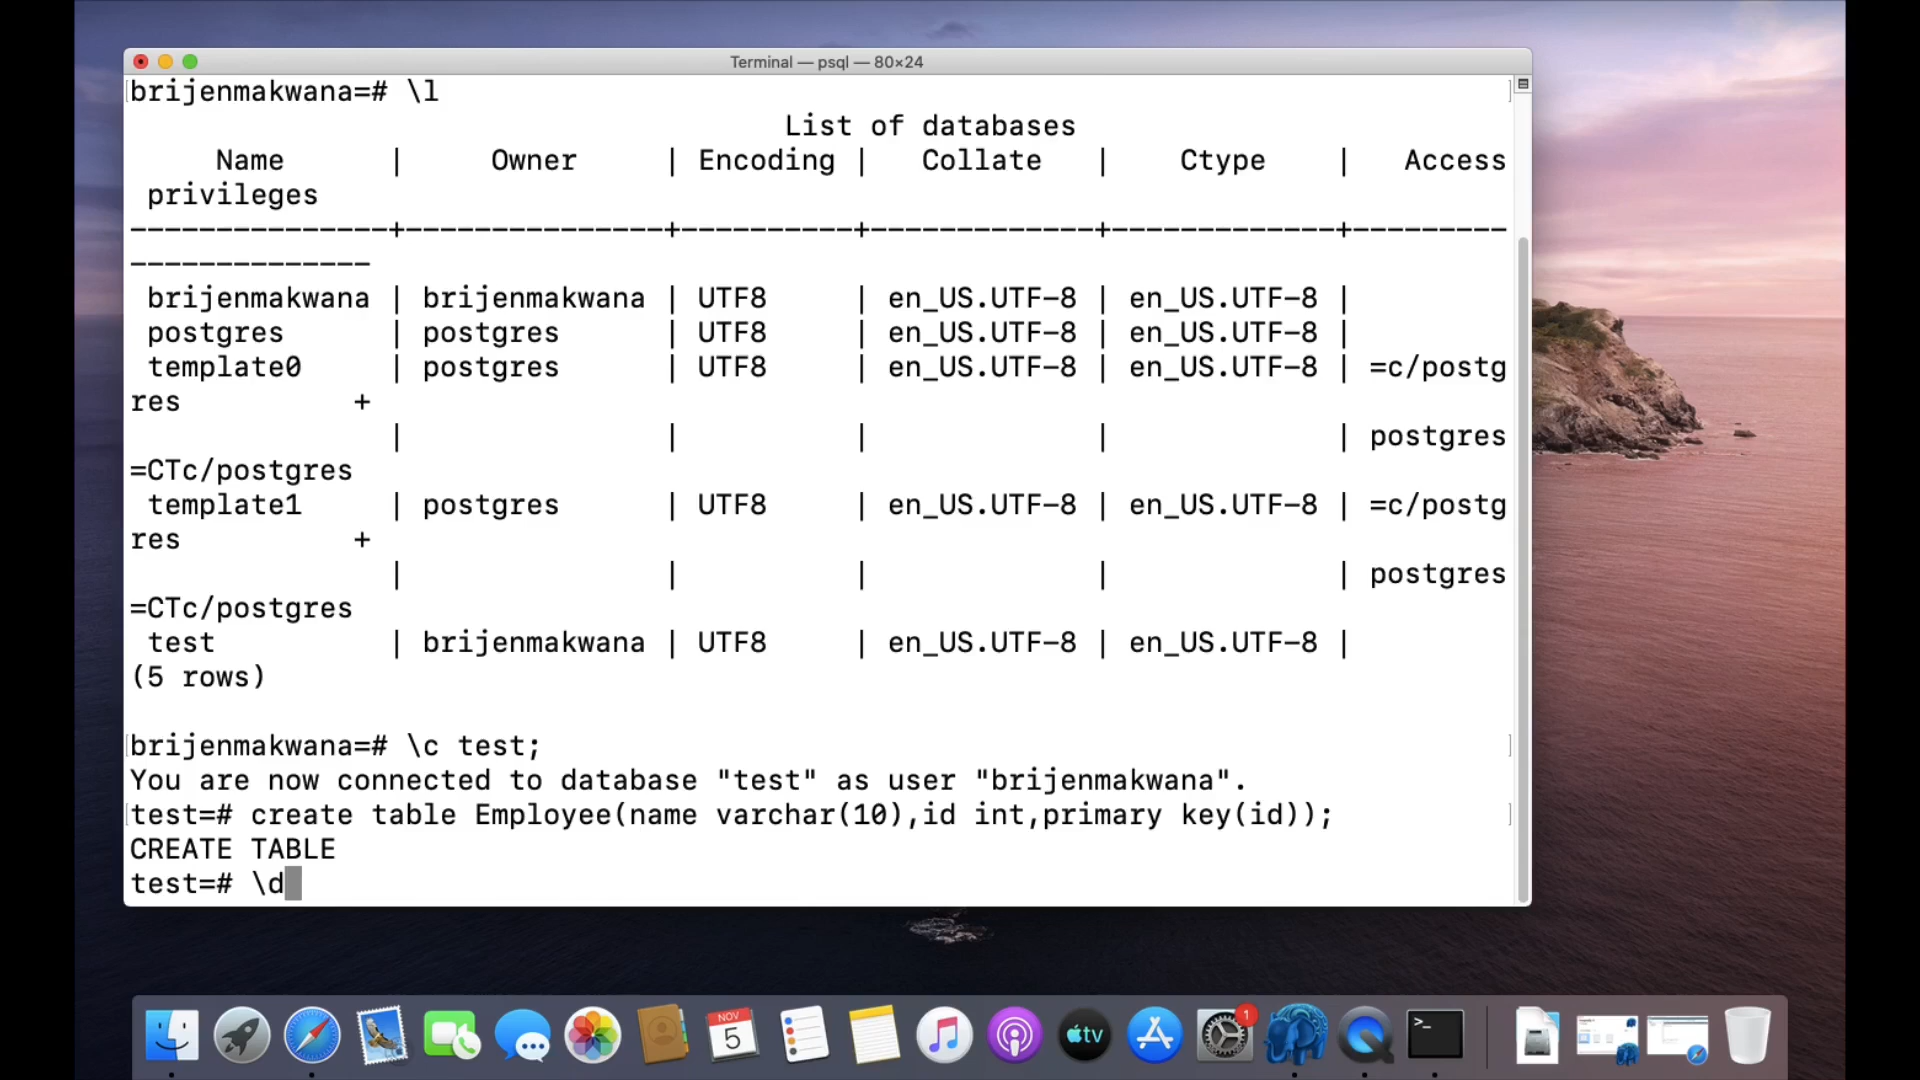 Terminal — psql — 80×24
brijenmakwana=# \l
List of databases
Name | Owner | Encoding | Collate | Ctype | Access
privileges
---------------+---------------+----------+-------------+-------------+---------
--------------
brijenmakwana | brijenmakwana | UTF8 | en_US.UTF-8 | en_US.UTF-8 |
postgres | postgres | UTF8 | en_US.UTF-8 | en_US.UTF-8 |
template0 | postgres | UTF8 | en_US.UTF-8 | en_US.UTF-8 | =c/postg
res +
| | | | | postgres
=CTc/postgres
template1 | postgres | UTF8 | en_US.UTF-8 | en_US.UTF-8 | =c/postg
res +
| | | | | postgres
=CTc/postgres
test | brijenmakwana | UTF8 | en_US.UTF-8 | en_US.UTF-8 |
(5 rows)
brijenmakwana=# \c test;
You are now connected to database "test" as user "brijenmakwana".
test=# create table Employee(name varchar(10),id int,primary key(id));
CREATE TABLE
test=# \d
NOV
5
tv
1
>_